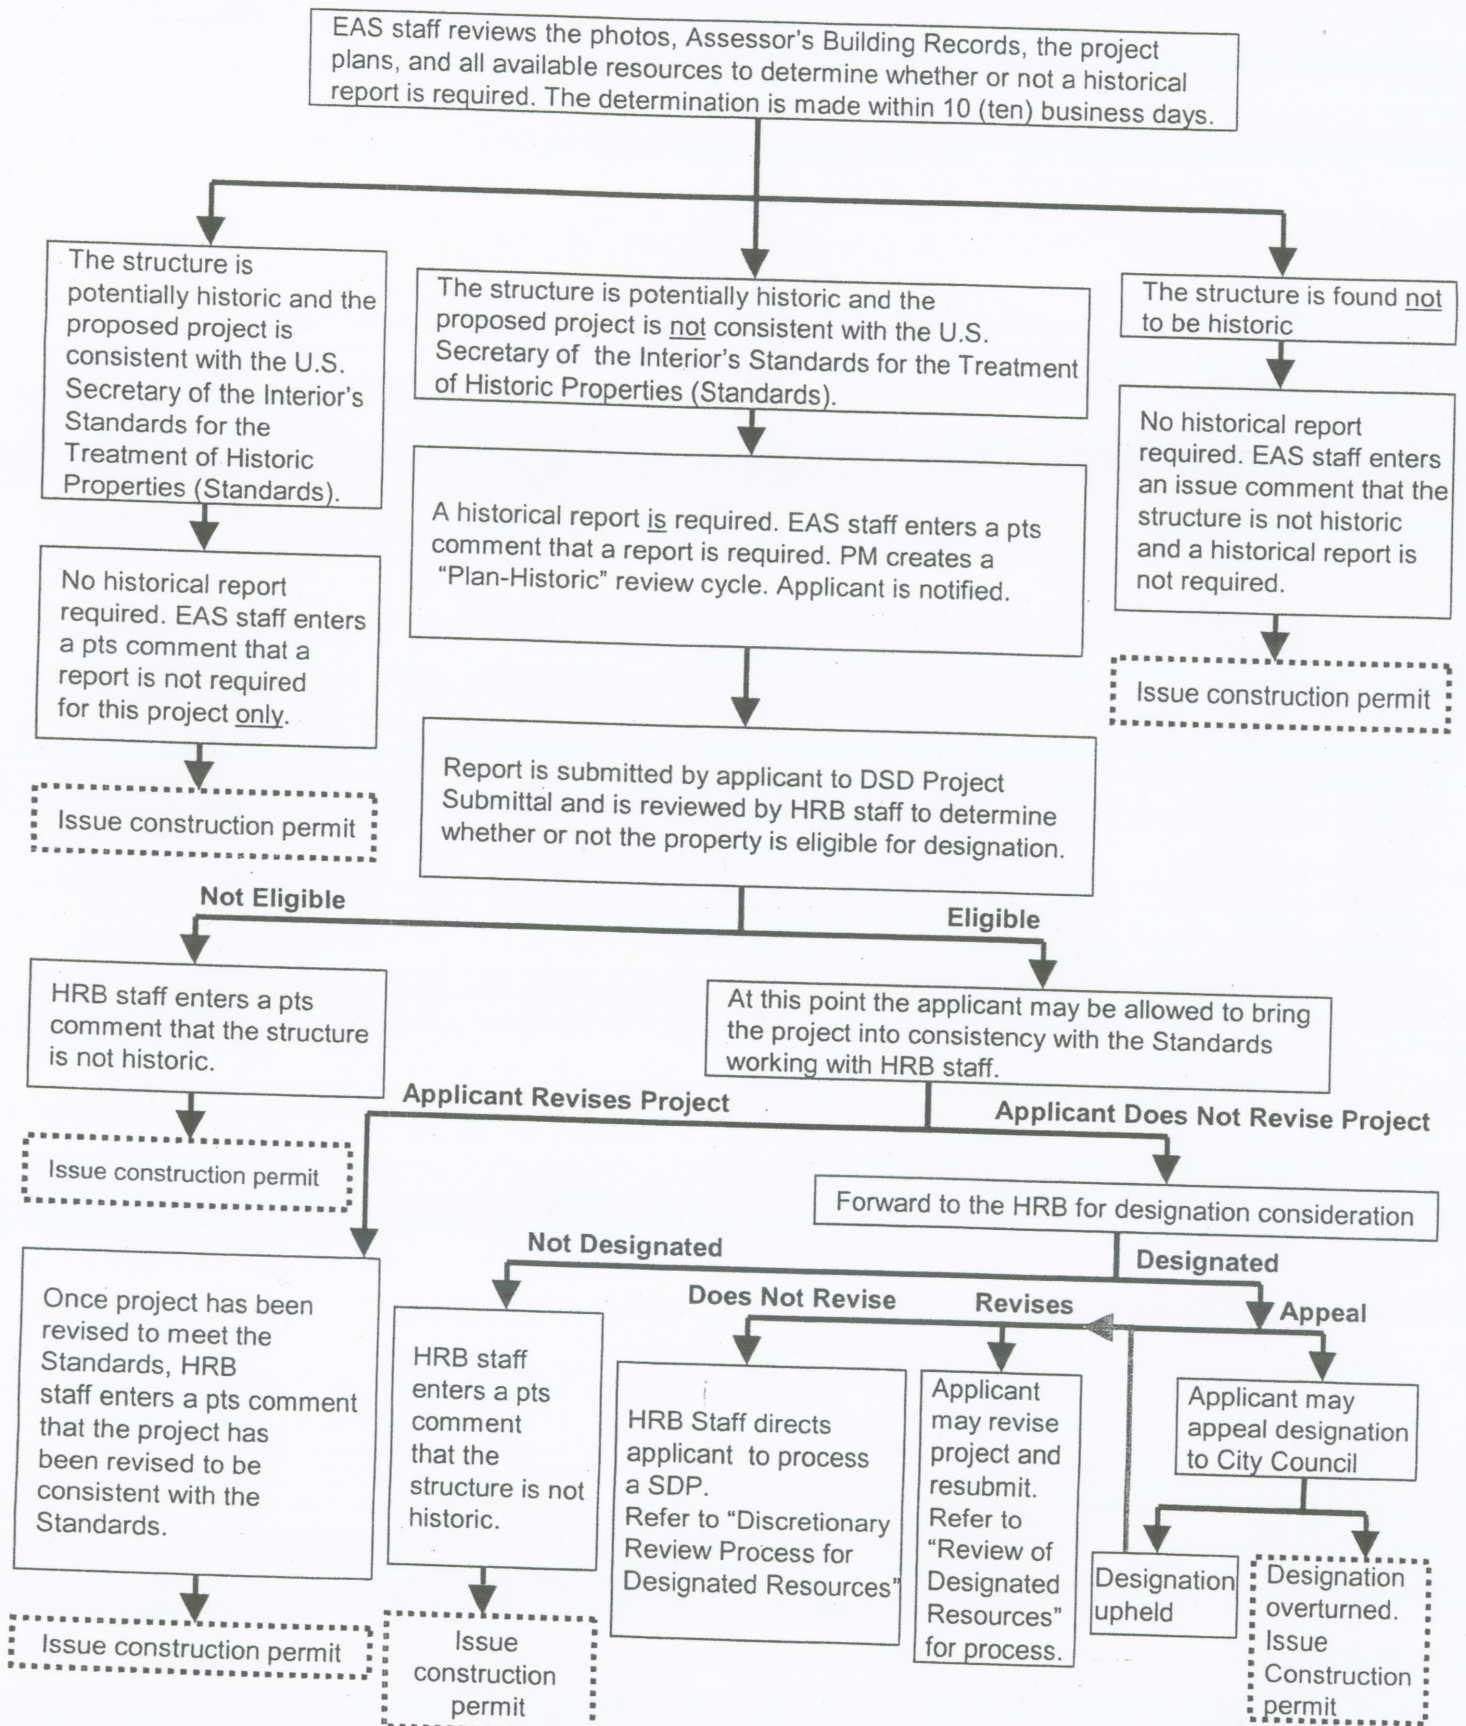 EAS staff reviews the photos, Assessor's Building Records, the project
plans, and all available resources to determine whether or not a historical
report is required. The determination is made within 10 (ten) business days.
The structure is
potentially historic and the
proposed project is
consistent with the U.S.
Secretary of the Interior's
Standards for the
Treatment of Historic
Properties (Standards).
The structure is potentially historic and the
proposed project is not consistent with the U.S.
Secretary of the Interior's Standards for the Treatment
of Historic Properties (Standards).
The structure is found not
to be historic
No historical report
required. EAS staff enters
a pts comment that a
report is not required
for this project only.
A historical report is required. EAS staff enters a pts
comment that a report is required. PM creates a
“Plan-Historic” review cycle. Applicant is notified.
No historical report
required. EAS staff enters
an issue comment that the
structure is not historic
and a historical report is
not required.
Issue construction permit
Issue construction permit
Report is submitted by applicant to DSD Project
Submittal and is reviewed by HRB staff to determine
whether or not the property is eligible for designation.
Not Eligible
Eligible
HRB staff enters a pts
comment that the structure
is not historic.
At this point the applicant may be allowed to bring
the project into consistency with the Standards
working with HRB staff.
Applicant Revises Project
Applicant Does Not Revise Project
Issue construction permit
Forward to the HRB for designation consideration
Not Designated
Designated
Does Not Revise
Revises
Appeal
Once project has been
revised to meet the
Standards, HRB
staff enters a pts comment
that the project has
been revised to be
consistent with the
Standards.
HRB staff
enters a pts
comment
that the
structure is not
historic.
HRB Staff directs
applicant to process
a SDP.
Refer to “Discretionary
Review Process for
Designated Resources”
Applicant
may revise
project and
resubmit.
Refer to
“Review of
Designated
Resources”
for process.
Applicant may
appeal designation
to City Council
Designation
upheld
Designation
overturned.
Issue
Construction
permit
Issue construction permit
Issue
construction
permit